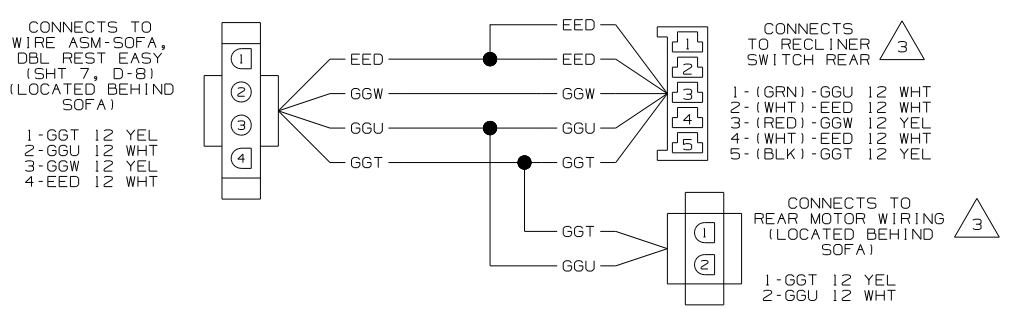 CONNECTS TO
WIRE ASM-SOFA,
DBL REST EASY
(SHT 7, D-8)
(LOCATED BEHIND
SOFA)
1-GGT 12 YEL
2-GGU 12 WHT
3-GGW 12 YEL
4-EED 12 WHT
1
2
3
4
EED
GGW
GGU
GGT
EED
EED
GGW
GGU
GGT
1
2
3
4
5
CONNECTS
TO RECLINER
SWITCH REAR
3
1-(GRN)-GGU 12 WHT
2-(WHT)-EED 12 WHT
3-(RED)-GGW 12 YEL
4-(WHT)-EED 12 WHT
5-(BLK)-GGT 12 YEL
GGT
GGU
1
2
CONNECTS TO
REAR MOTOR WIRING
(LOCATED BEHIND
SOFA)
3
1-GGT 12 YEL
2-GGU 12 WHT